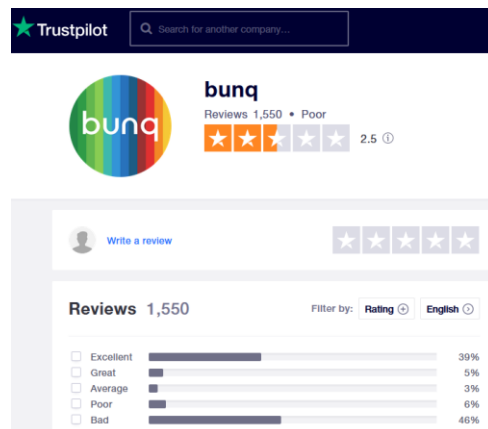 Trustpilot
Search for another company...
bunq
bunq
Reviews 1,550 • Poor
2.5
Write a review
Reviews 1,550
Filter by: Rating English
Excellent 39%
Great 5%
Average 3%
Poor 6%
Bad 46%